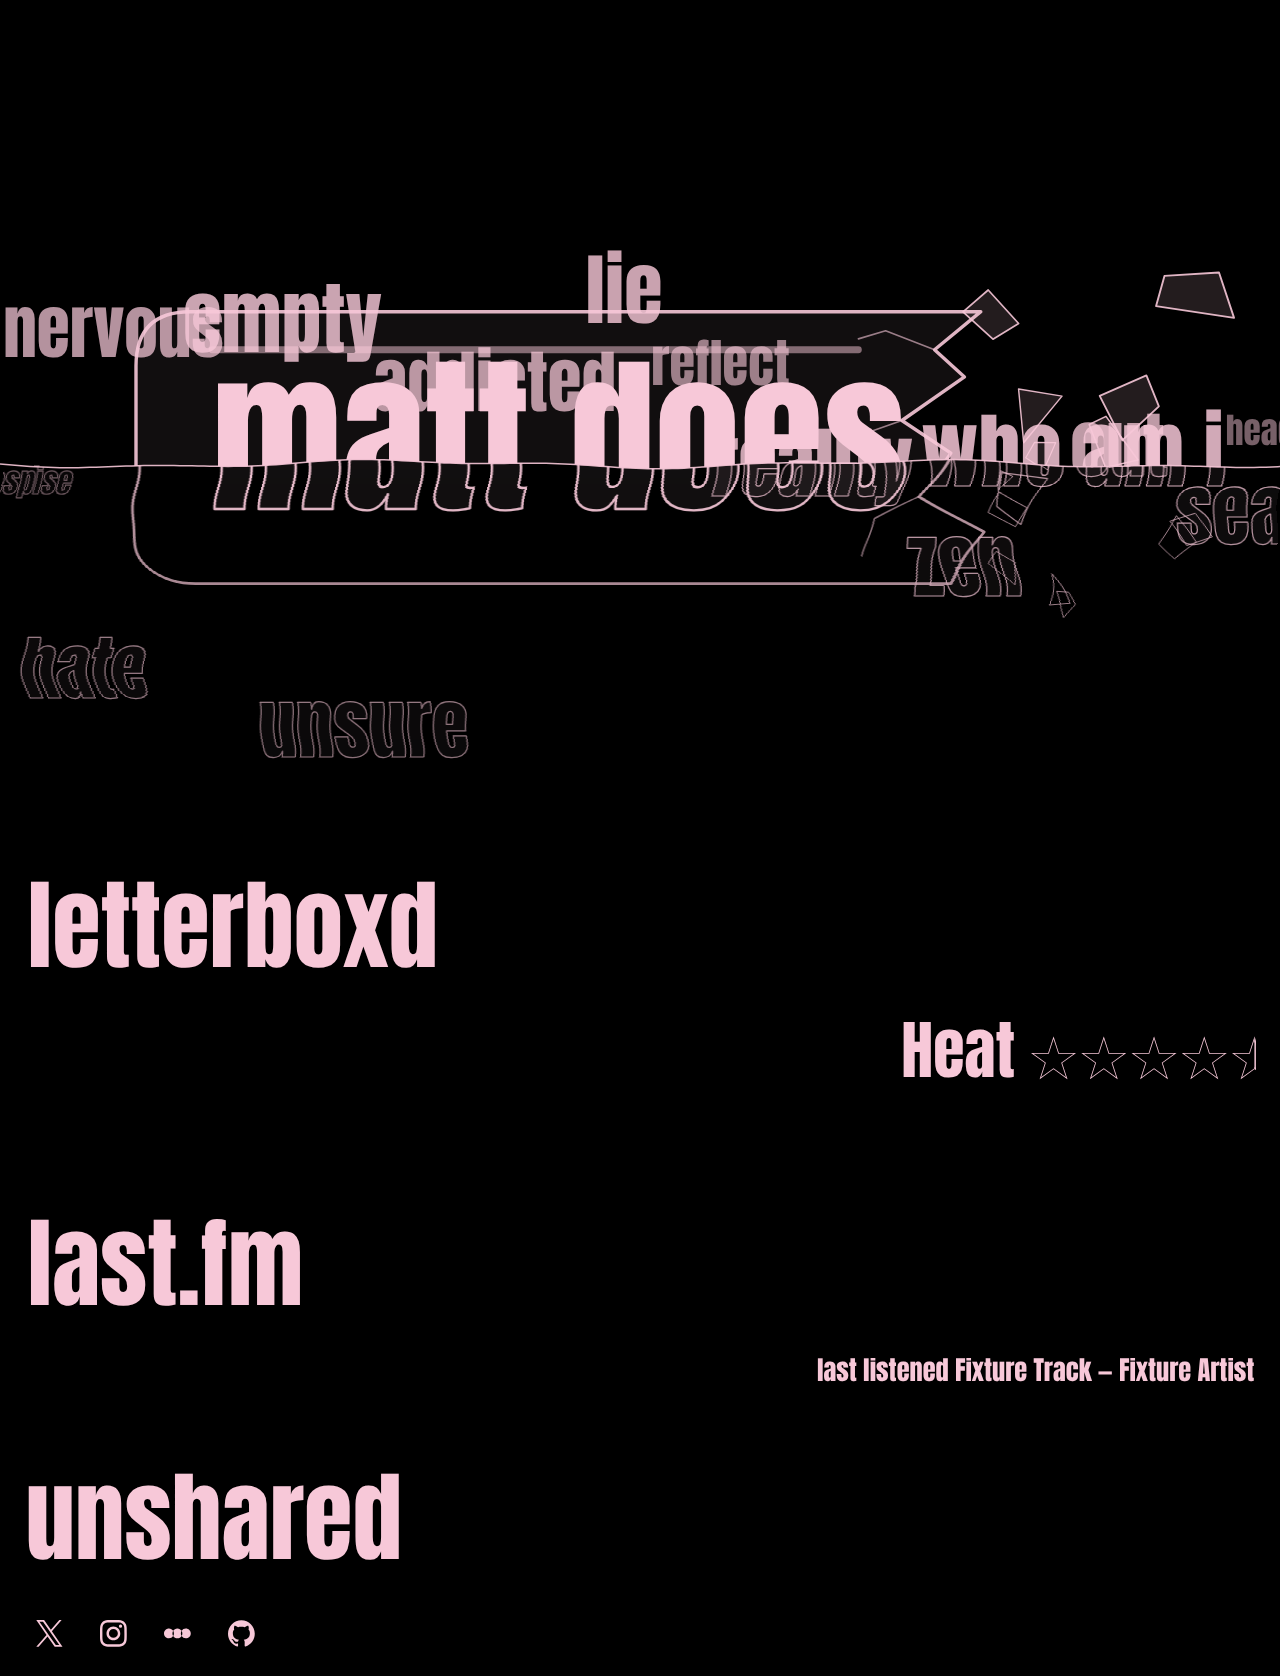 lie
empty
nervous
reflect
addicted
matt does
who am i
reality
zen
hate
unsure
letterboxd
Heat ☆☆☆☆
last.fm
last listened Fixture Track – Fixture Artist
unshared